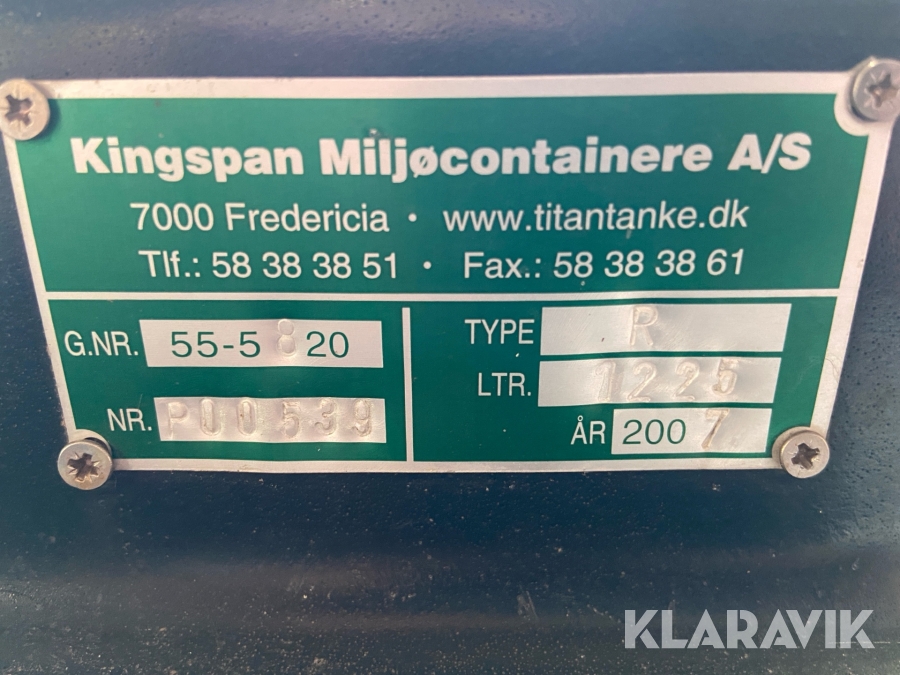 Kingspan Miljøcontainere A/S
7000 Fredericia • www.titantanke.dk
Tlf.: 58 38 38 51 • Fax.: 58 38 38 61
G.NR. 55-5 8 20
NR. P00539
TYPE R
LTR. 1225
ÅR 2007
KLARAVIK